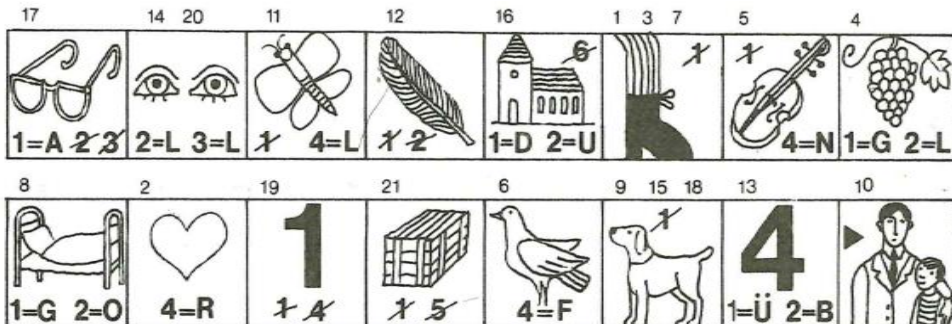 17 14 20 11 12 16 1 3 7 5 4
6 1 1
1=A 2 3 2=L 3=L 1 4=L 1 2 1=D 2=U 4=N 1=G 2=L
8 2 19 21 6 9 15 18 13 10
1 4 1
1=G 2=O 4=R 1 4 1 5 4=F 1=Ü 2=B